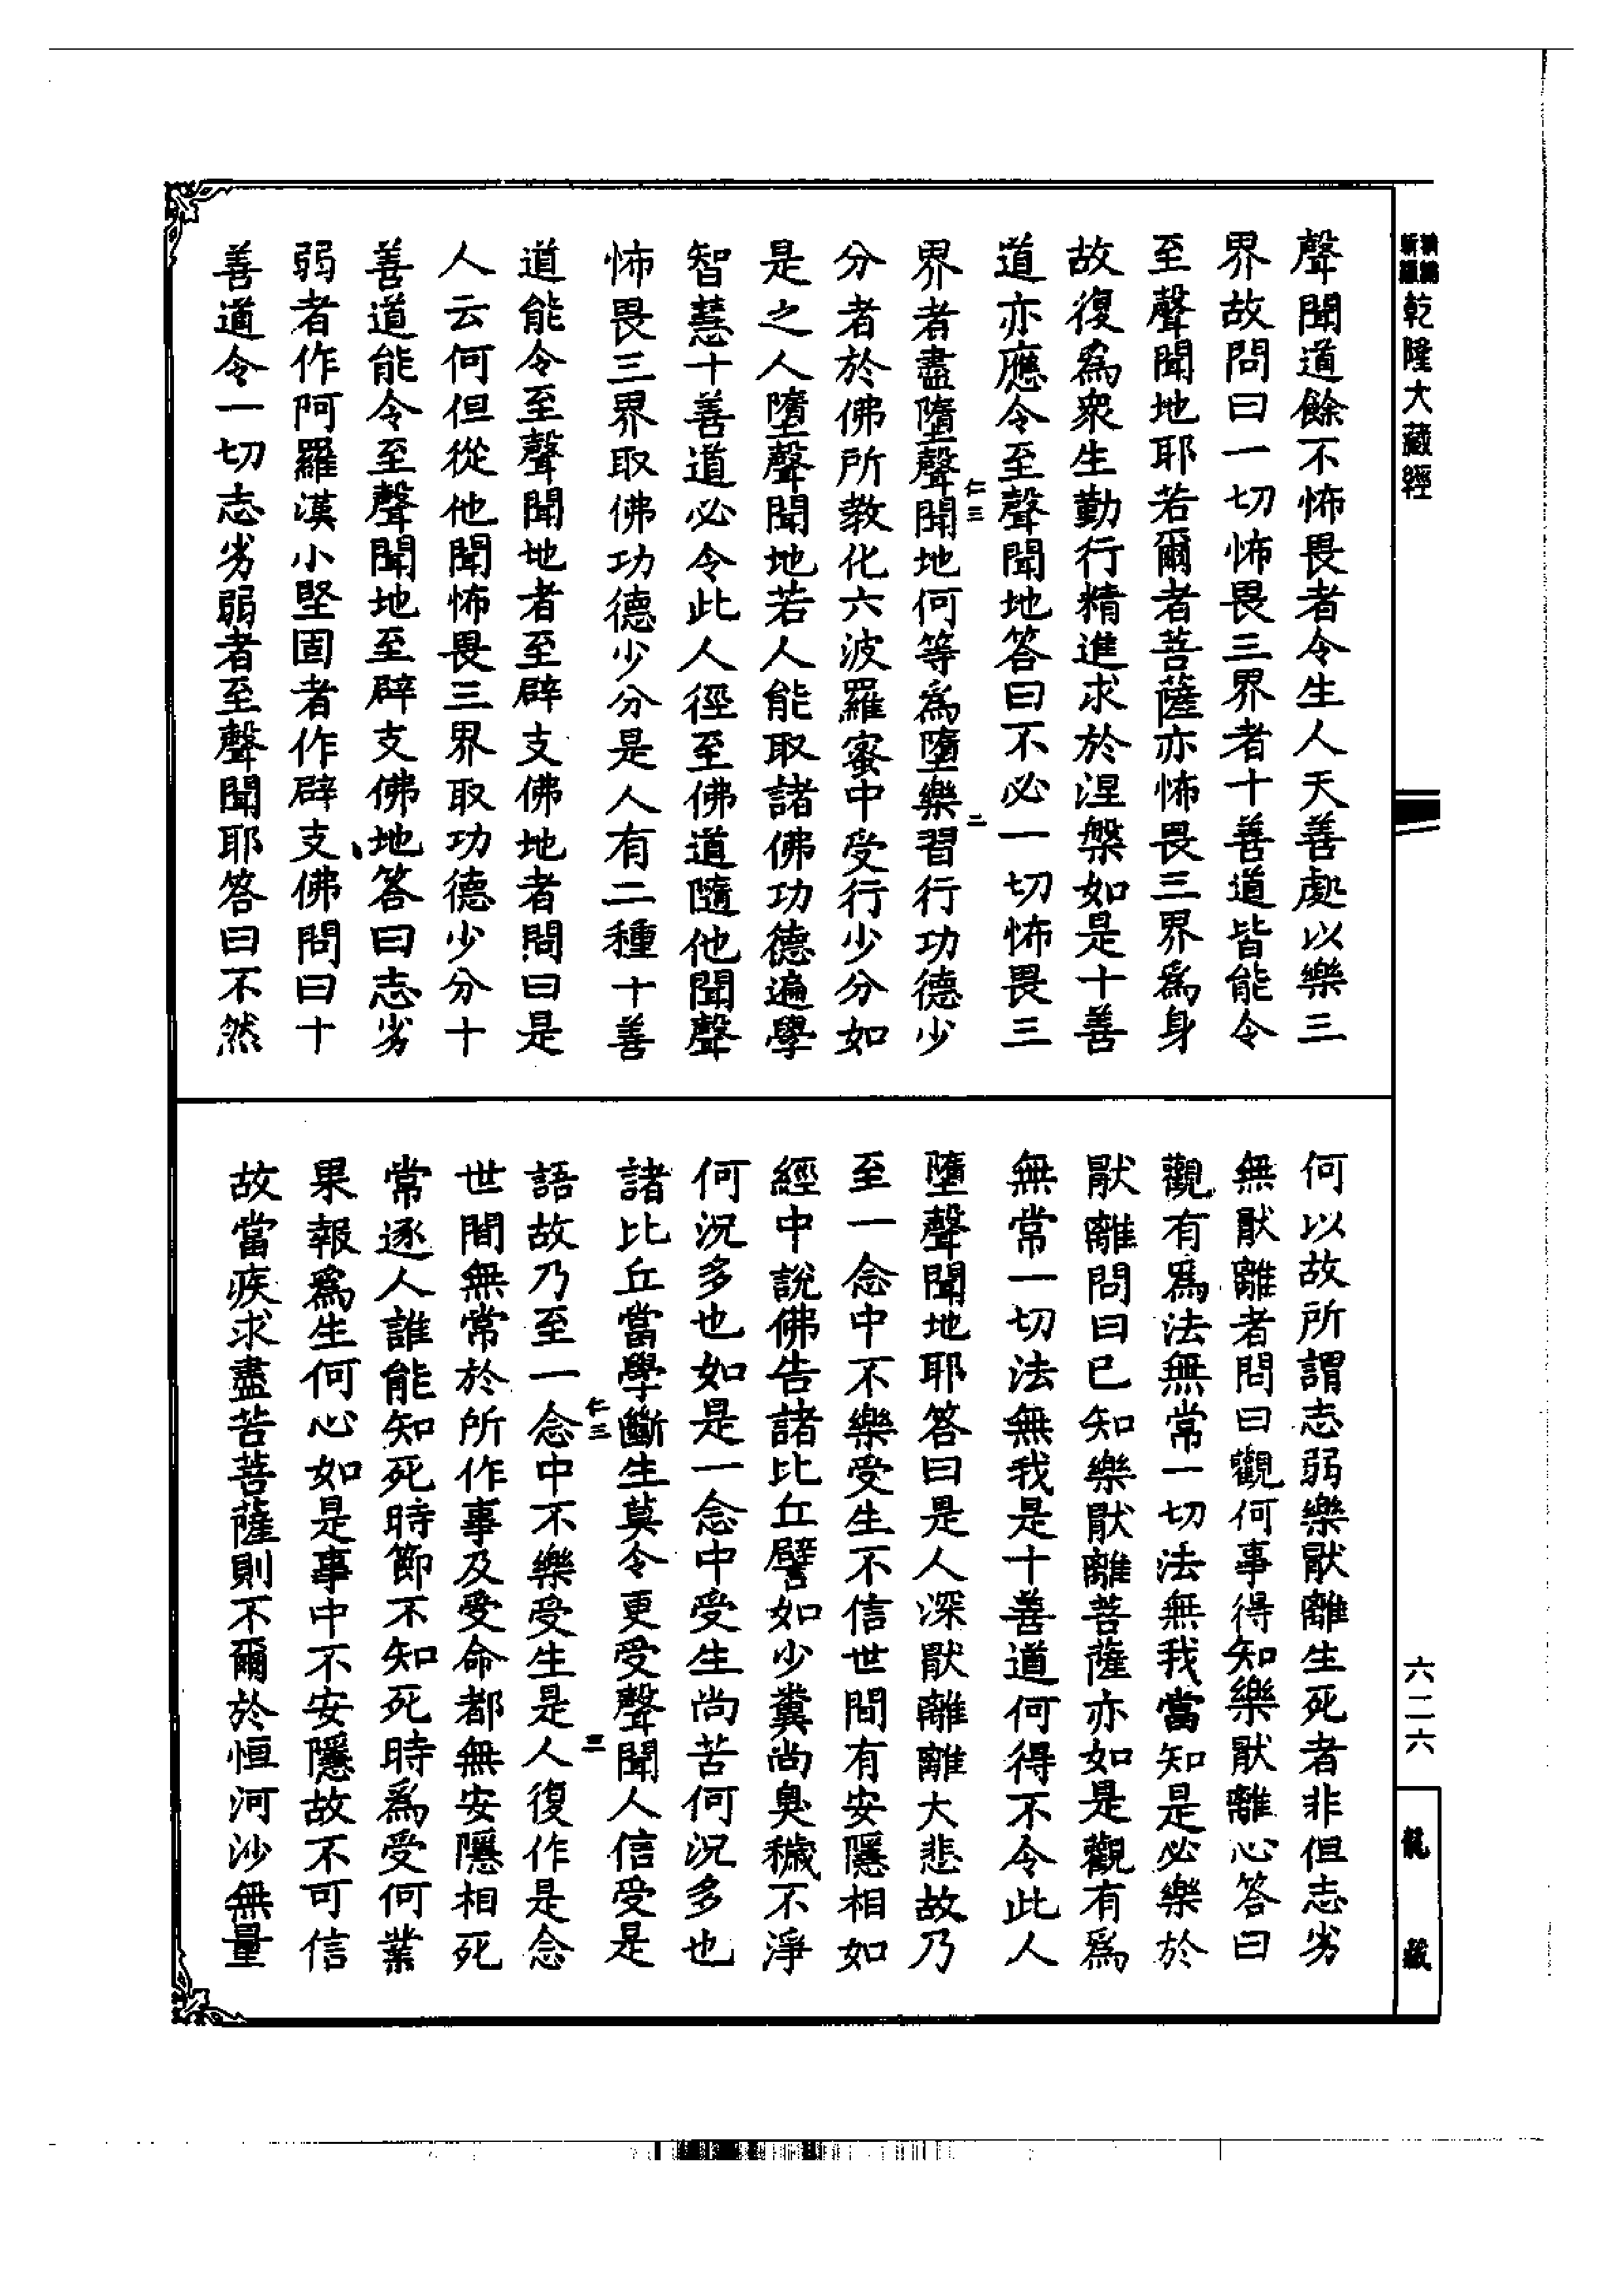 乾隆大藏經
六二六
聲聞道餘不怖畏者令生人天善處以樂三
界故問曰一切怖畏三界者十善道皆能令
至聲聞地耶若爾者菩薩亦怖畏三界爲身
故復爲衆生勤行精進求於涅槃如是十善
道亦應令至聲聞地答曰不必一切怖畏三
仁三
二
界者盡墮聲聞地何等爲墮樂習行功德少
分者於佛所教化六波羅蜜中受行少分如
是之人墮聲聞地若人能取諸佛功德遍學
智慧十善道必令此人徑至佛道隨他聞聲
怖畏三界取佛功德少分是人有二種十善
道能令至聲聞地者至辟支佛地者問曰是
人云何但從他聞怖畏三界取功德少分十
善道能令至聲聞地至辟支佛地答曰志劣
弱者作阿羅漢小堅固者作辟支佛問曰十
善道令一切志劣弱者至聲聞耶答曰不然
何以故所謂志弱樂厭離生死者非但志劣
無厭離者問曰觀何事得知樂厭離心答曰
觀有爲法無常一切法無我當知是必樂於
厭離問曰已知樂厭離菩薩亦如是觀有爲
無常一切法無我是十善道何得不令此人
墮聲聞地耶答曰是人深厭離離大悲故乃
至一念中不樂受生不信世間有安隱相如
經中說佛告諸比丘譬如少糞尚臭穢不淨
何況多也如是一念中受生尚苦何況多也
諸比丘當學斷生莫令更受聲聞人信受是
仁三
三
語故乃至一念中不樂受生是人復作是念
世間無常於所作事及受命都無安隱相死
常逐人誰能知死時節不知死時爲受何業
果報爲生何心如是事中不安隱故不可信
故當疾求盡苦菩薩則不爾於恒河沙無量